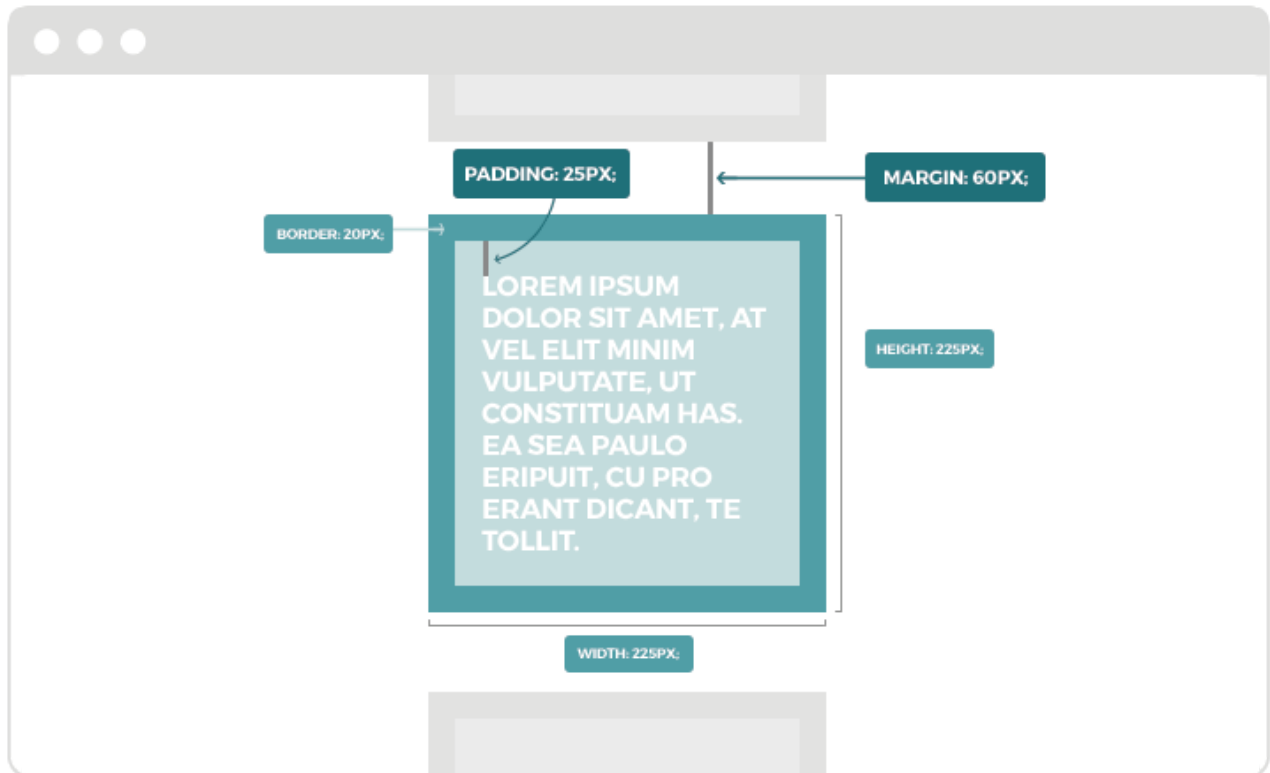 PADDING: 25PX;
MARGIN: 60PX;
BORDER: 20PX;
LOREM IPSUM
DOLOR SIT AMET, AT
VEL ELIT MINIM
VULPUTATE, UT
CONSTITUAM HAS.
EA SEA PAULO
ERIPUIT, CU PRO
ERANT DICANT, TE
TOLLIT.
HEIGHT: 225PX;
WIDTH: 225PX;